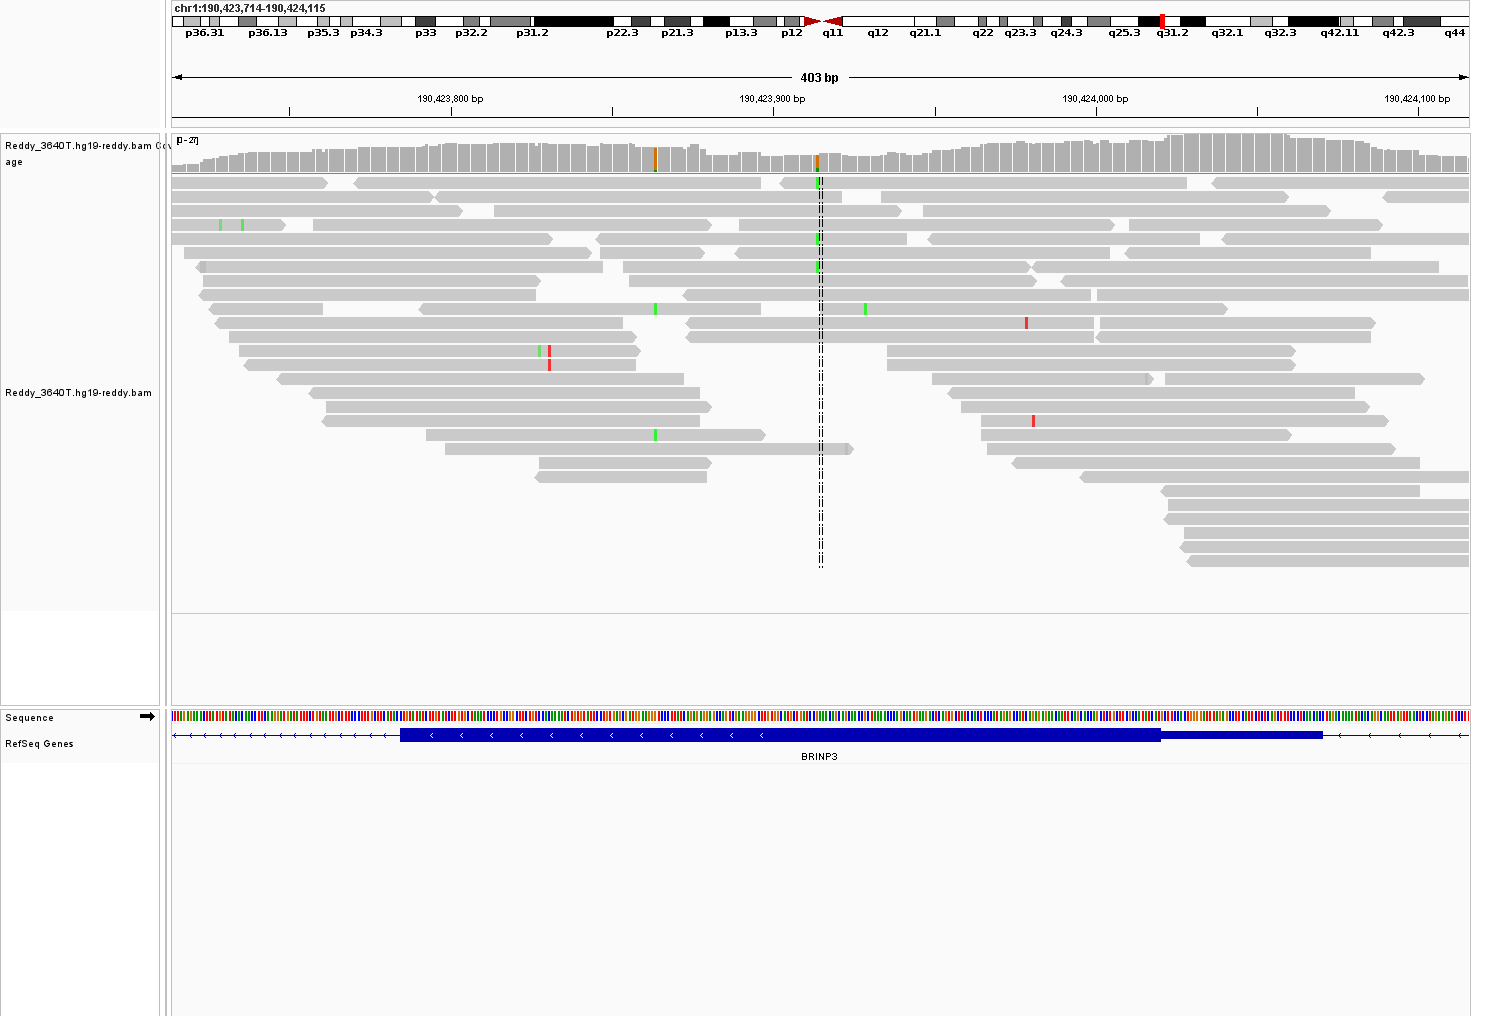 chr1:190,423,714-190,424,115
p36.31 p36.13 p35.3 p34.3 p33 p32.2 p31.2 p22.3 p21.3 p13.3 p12 q11 q12 q21.1 q22 q23.3 q24.3 q25.3 q31.2 q32.1 q32.3 q42.11 q42.3 q44
403 bp
190,423,800 bp 190,423,900 bp 190,424,000 bp 190,424,100 bp
Reddy_3640T.hg19-reddy.bam Cov
age
[0 - 27]
Reddy_3640T.hg19-reddy.bam
Sequence
RefSeq Genes
BRINP3